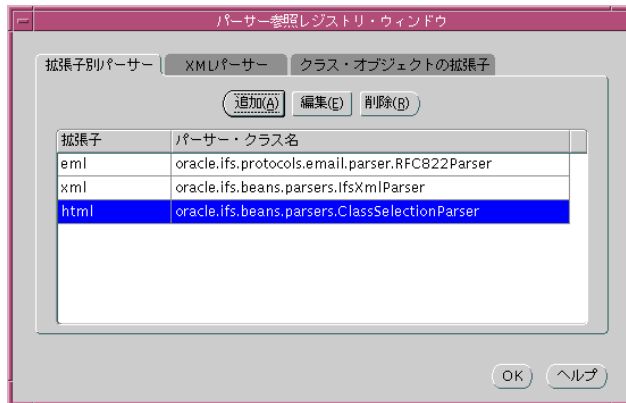 パーサー参照レジストリ・ウィンドウ
拡張子別パーサー XMLパーサー クラス・オブジェクトの拡張子
追加(A) 編集(E) 削除(R)
拡張子 パーサー・クラス名
eml oracle.ifs.protocols.email.parser.RFC822Parser
xml oracle.ifs.beans.parsers.IfsXmlParser
html oracle.ifs.beans.parsers.ClassSelectionParser
OK ヘルプ